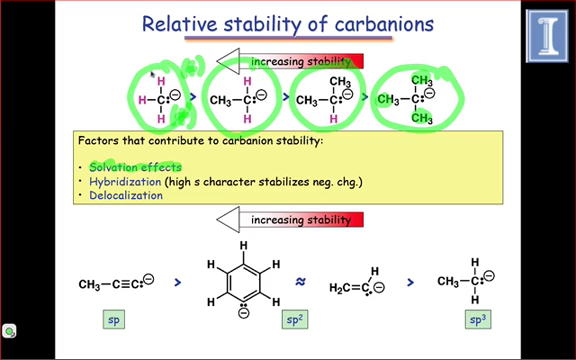 Relative stability of carbanions
I
increasing stability
H H CH₃ CH₃
H—C:⊖ > CH₃—C:⊖ > CH₃—C:⊖ > CH₃—C:⊖
H H H CH₃
Factors that contribute to carbanion stability:
• Solvation effects
• Hybridization (high s character stabilizes neg. chg.)
• Delocalization
increasing stability
H
H H H H
CH₃—C≡C:⊖ > ≈ H₂C=C:⊖ > CH₃—C:⊖
H H H
⊖
sp sp² sp³